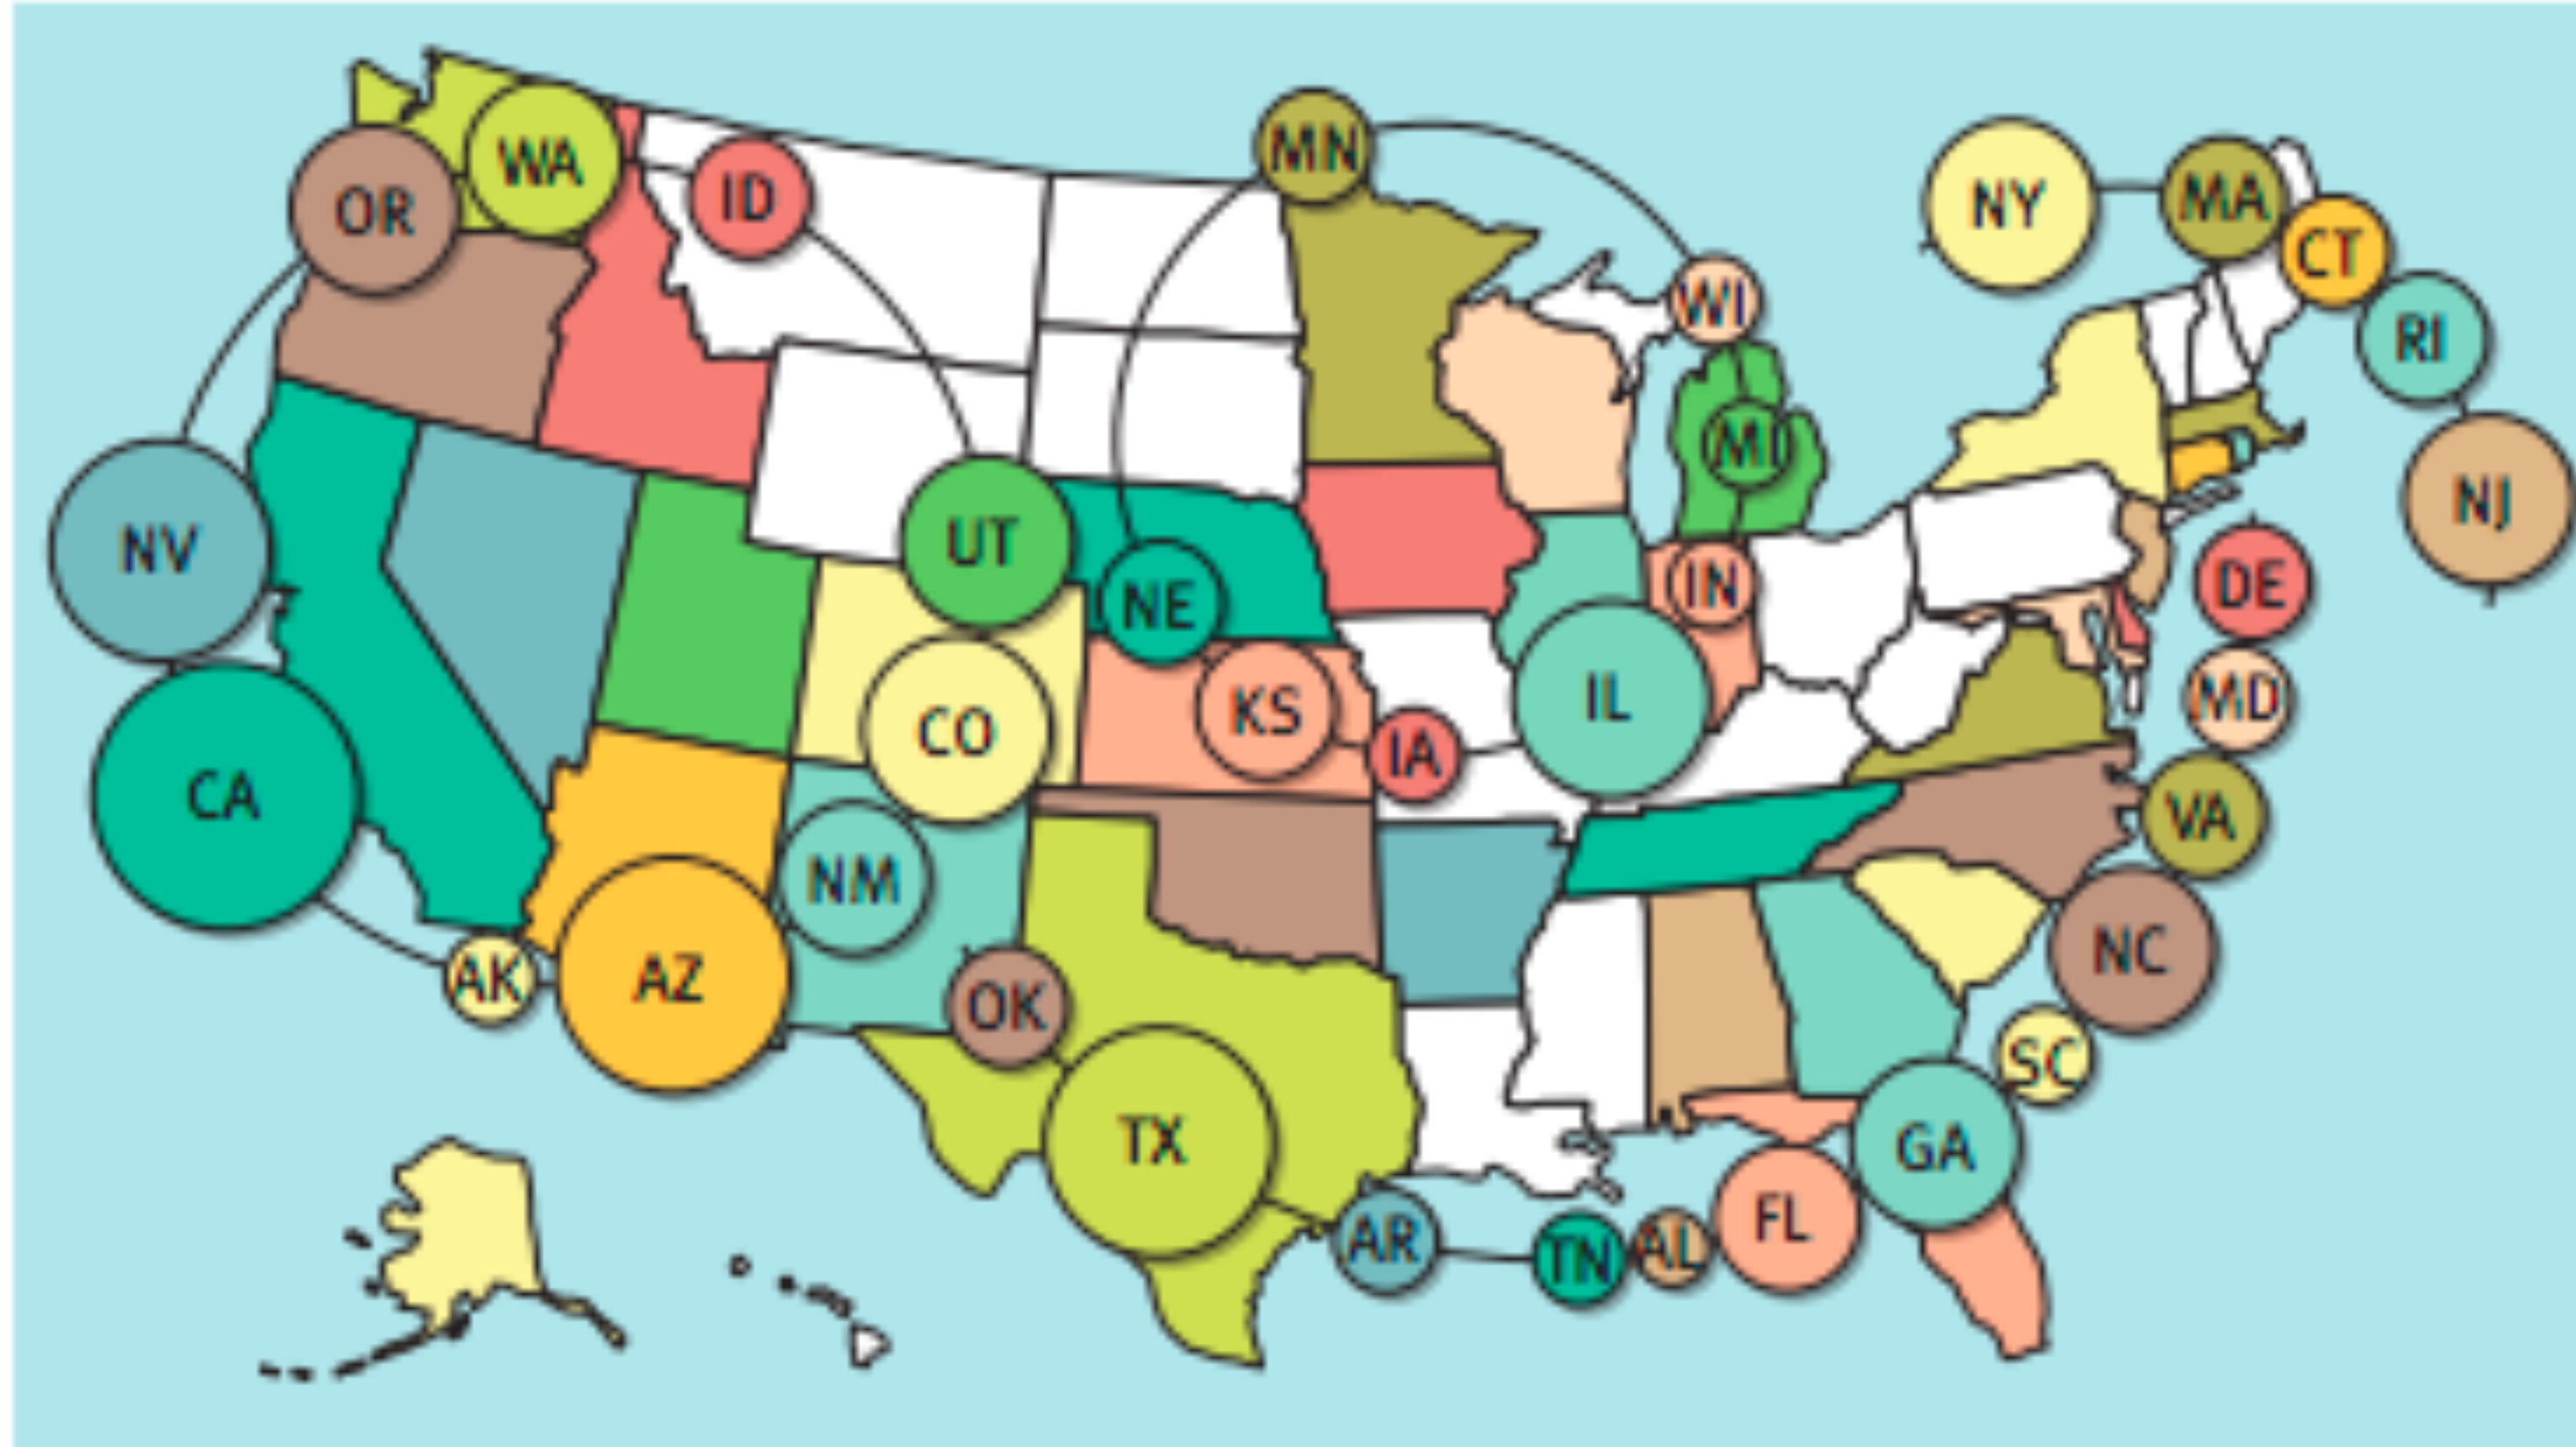 WA
OR
ID
MN
WI
NY
MA
CT
RI
NJ
NV
UT
NE
MI
IN
DE
CA
CO
KS
IA
IL
MD
VA
NM
NC
AK
AZ
OK
SC
TX
GA
AR
TN
AL
FL